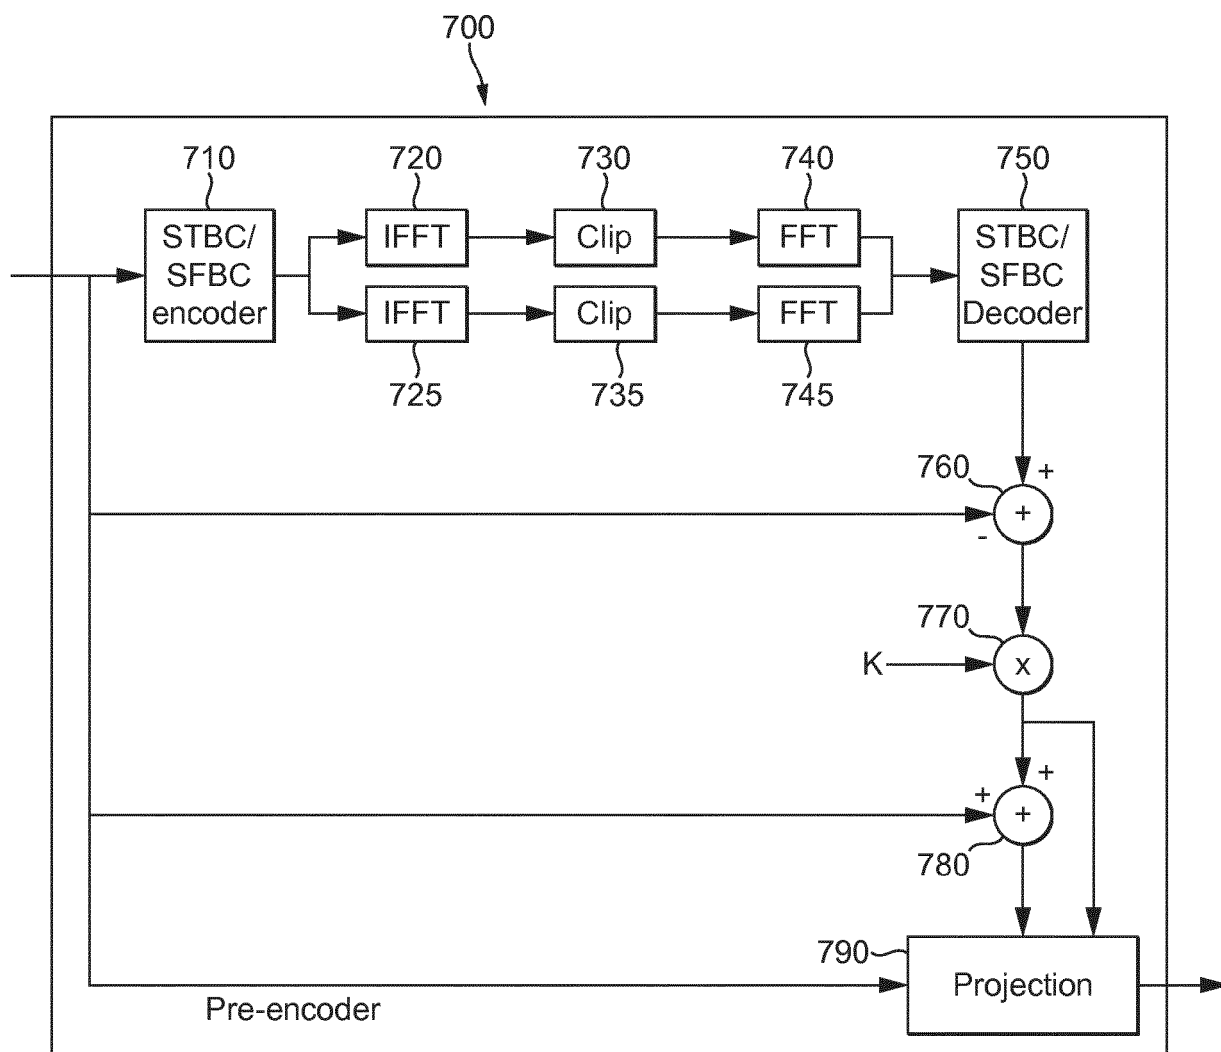 700
710
720
730
740
750
STBC/
SFBC
encoder
IFFT
Clip
FFT
STBC/
SFBC
Decoder
IFFT
Clip
FFT
725
735
745
760
+
+
-
770
K
x
+
+
+
780
790
Projection
Pre-encoder